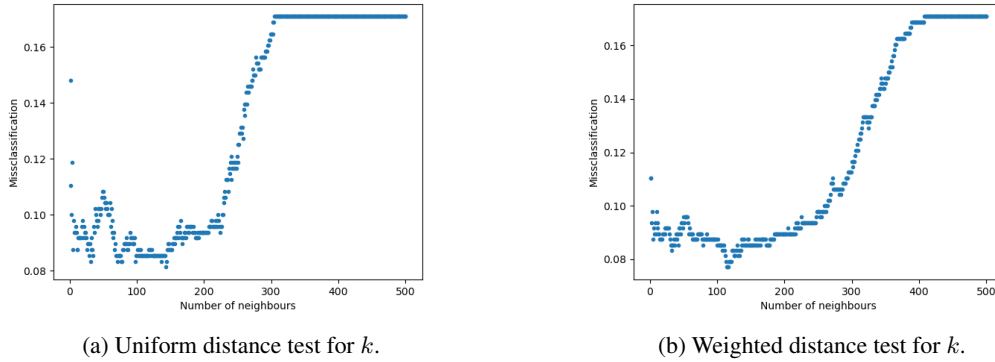 0.16
0.14
0.12
0.10
0.08
Missclassification
0 100 200 300 400 500
Number of neighbours
(a) Uniform distance test for k.
0.16
0.14
0.12
0.10
0.08
Missclassification
0 100 200 300 400 500
Number of neighbours
(b) Weighted distance test for k.